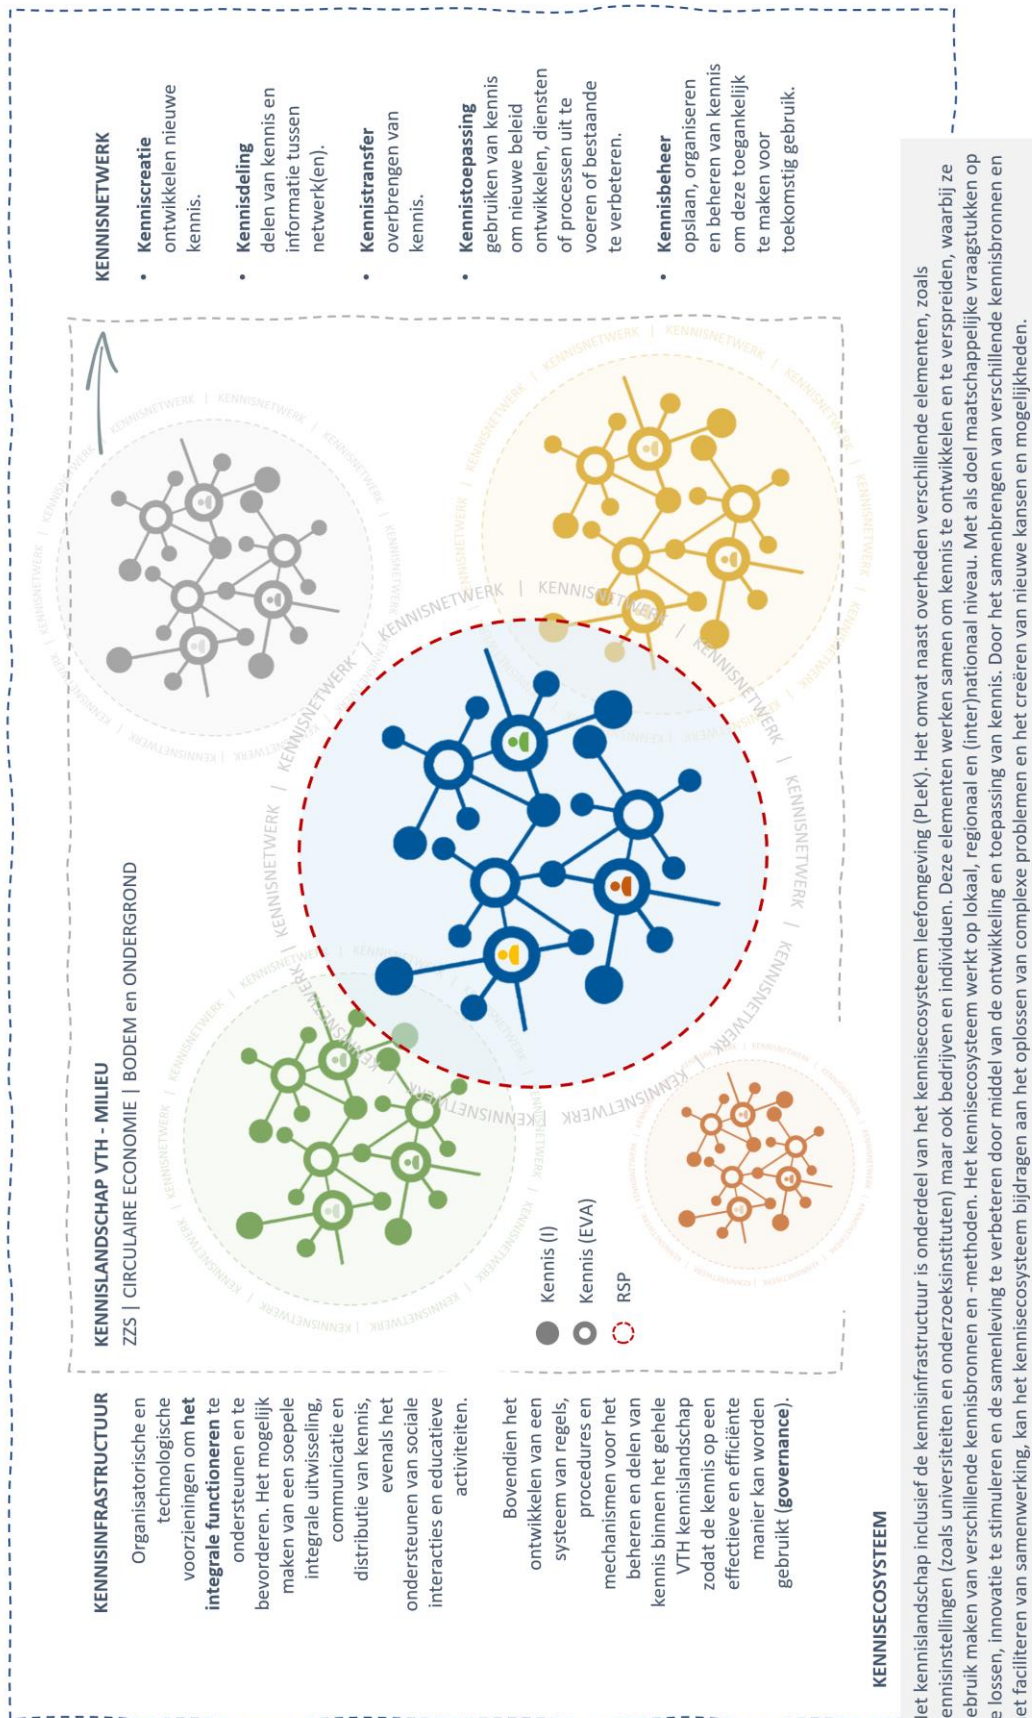 KENNISINFRASTRUCTUUR
Organisatorische en
technologische
voorzieningen om het
integrale functioneren te
ondersteunen en te
bevorderen. Het mogelijk
maken van een soepele
integrale uitwisseling,
communicatie en
distributie van kennis,
evenals het
ondersteunen van sociale
interacties en educatieve
activiteiten.
Bovendien het
ontwikkelen van een
systeem van regels,
procedures en
mechanismen voor het
beheren en delen van
kennis binnen het gehele
VTH kennislandschap
zodat de kennis op een
effectieve en efficiënte
manier kan worden
gebruikt (governance).
KENNISLANDSCHAP VTH - MILIEU
ZZS | CIRCULAIRE ECONOMIE | BODEM en ONDERGROND
KENNISNETWERK | KENNISNETWERK | KENNISNETWERK | KENNISNETWERK | KENNISNETWERK | KENNISNETWERK | KENNISNETWERK
Kennis (I)
Kennis (EVA)
RSP
KENNISNETWERK
• Kenniscreatie
ontwikkelen nieuwe
kennis.
• Kennisdeling
delen van kennis en
informatie tussen
netwerk(en).
• Kennistransfer
overbrengen van
kennis.
• Kennistoepassing
gebruiken van kennis
om nieuwe beleid
ontwikkelen, diensten
of processen uit te
voeren of bestaande
te verbeteren.
• Kennisbeheer
opslaan, organiseren
en beheren van kennis
om deze toegankelijk
te maken voor
toekomstig gebruik.
KENNISECOSYSTEEM
et kennislandschap inclusief de kennisinfrastructuur is onderdeel van het kennisecosysteem leefomgeving (PLeK). Het omvat naast overheden verschillende elementen, zoals
ennisinstellingen (zoals universiteiten en onderzoeksinstituten) maar ook bedrijven en individuen. Deze elementen werken samen om kennis te ontwikkelen en te verspreiden, waarbij ze
ebruik maken van verschillende kennisbronnen en -methoden. Het kennisecosysteem werkt op lokaal, regionaal en (inter)nationaal niveau. Met als doel maatschappelijke vraagstukken op
e lossen, innovatie te stimuleren en de samenleving te verbeteren door middel van de ontwikkeling en toepassing van kennis. Door het samenbrengen van verschillende kennisbronnen en
et faciliteren van samenwerking, kan het kennisecosysteem bijdragen aan het oplossen van complexe problemen en het creëren van nieuwe kansen en mogelijkheden.